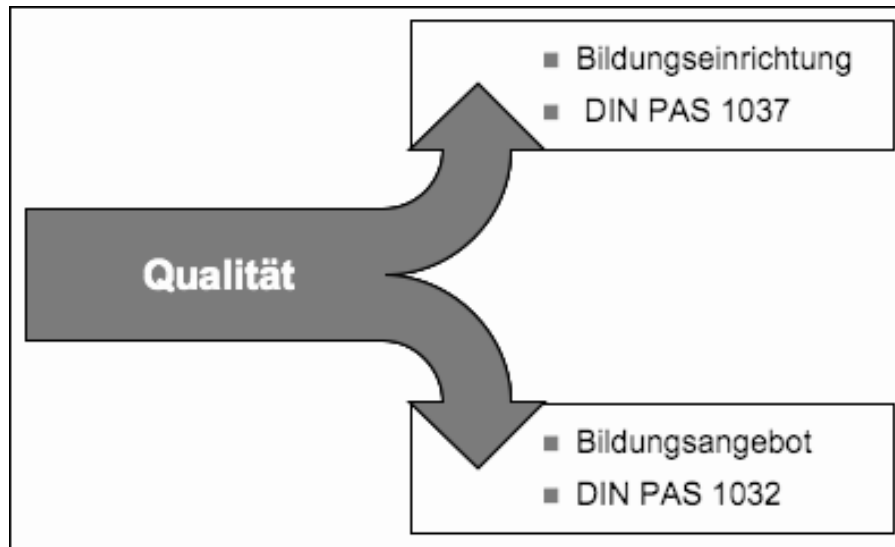 Bildungseinrichtung
DIN PAS 1037
Qualität
Bildungsangebot
DIN PAS 1032